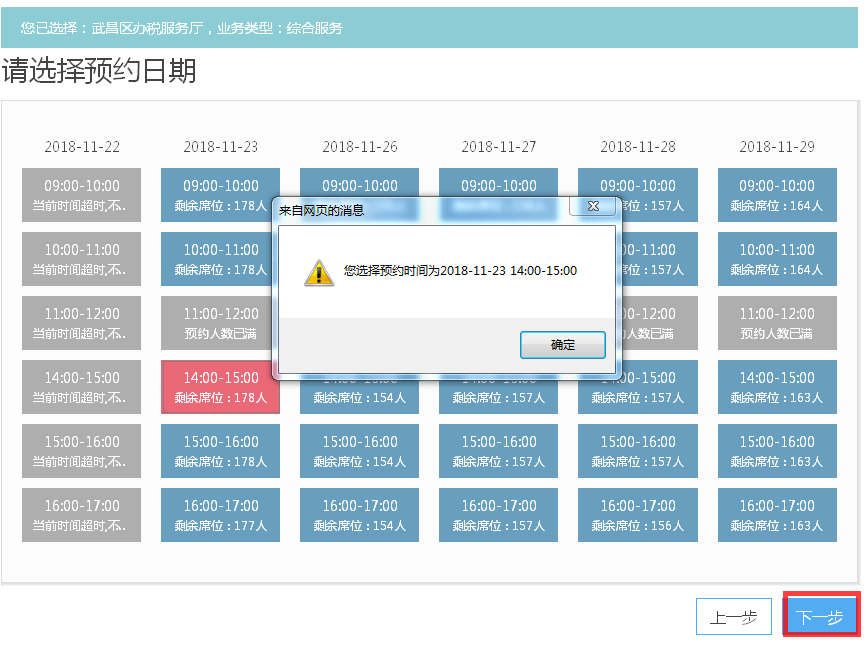 您已选择：武昌区办税服务厅，业务类型：综合服务
请选择预约日期
2018-11-22 2018-11-23 2018-11-26 2018-11-27 2018-11-28 2018-11-29
09:00-10:00 09:00-10:00 09:00-10:00 09:00-10:00 09:00-10:00 09:00-10:00
当前时间超时,不. 剩余席位：178人 席位：157人 剩余席位：164人
来自网页的消息
10:00-11:00 10:00-11:00 00-11:00 10:00-11:00
当前时间超时,不. 剩余席位：178人 席位：157人 剩余席位：164人
您选择预约时间为2018-11-23 14:00-15:00
11:00-12:00 11:00-12:00 00-12:00 11:00-12:00
当前时间超时,不. 预约人数已满 人数已满 预约人数已满
确定
14:00-15:00 14:00-15:00 00-15:00 14:00-15:00
当前时间超时,不. 剩余席位：178人 剩余席位：154人 剩余席位：157人 剩余席位：157人 剩余席位：163人
15:00-16:00 15:00-16:00 15:00-16:00 15:00-16:00 15:00-16:00 15:00-16:00
当前时间超时,不. 剩余席位：178人 剩余席位：154人 剩余席位：157人 剩余席位：157人 剩余席位：163人
16:00-17:00 16:00-17:00 16:00-17:00 16:00-17:00 16:00-17:00 16:00-17:00
当前时间超时,不. 剩余席位：177人 剩余席位：154人 剩余席位：157人 剩余席位：156人 剩余席位：163人
上一步 下一步